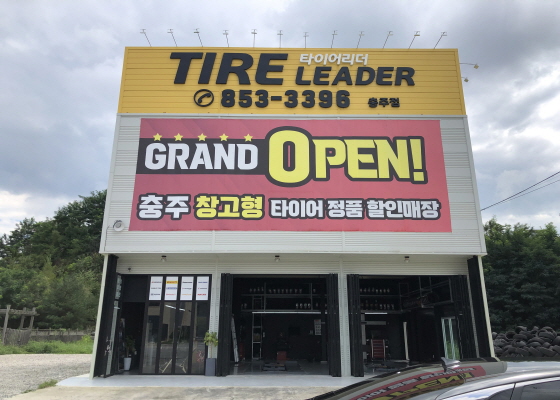 TIRE 타이어리더 LEADER
853-3396 충주점
GRAND OPEN!
충주 창고형 타이어 정품 할인매장